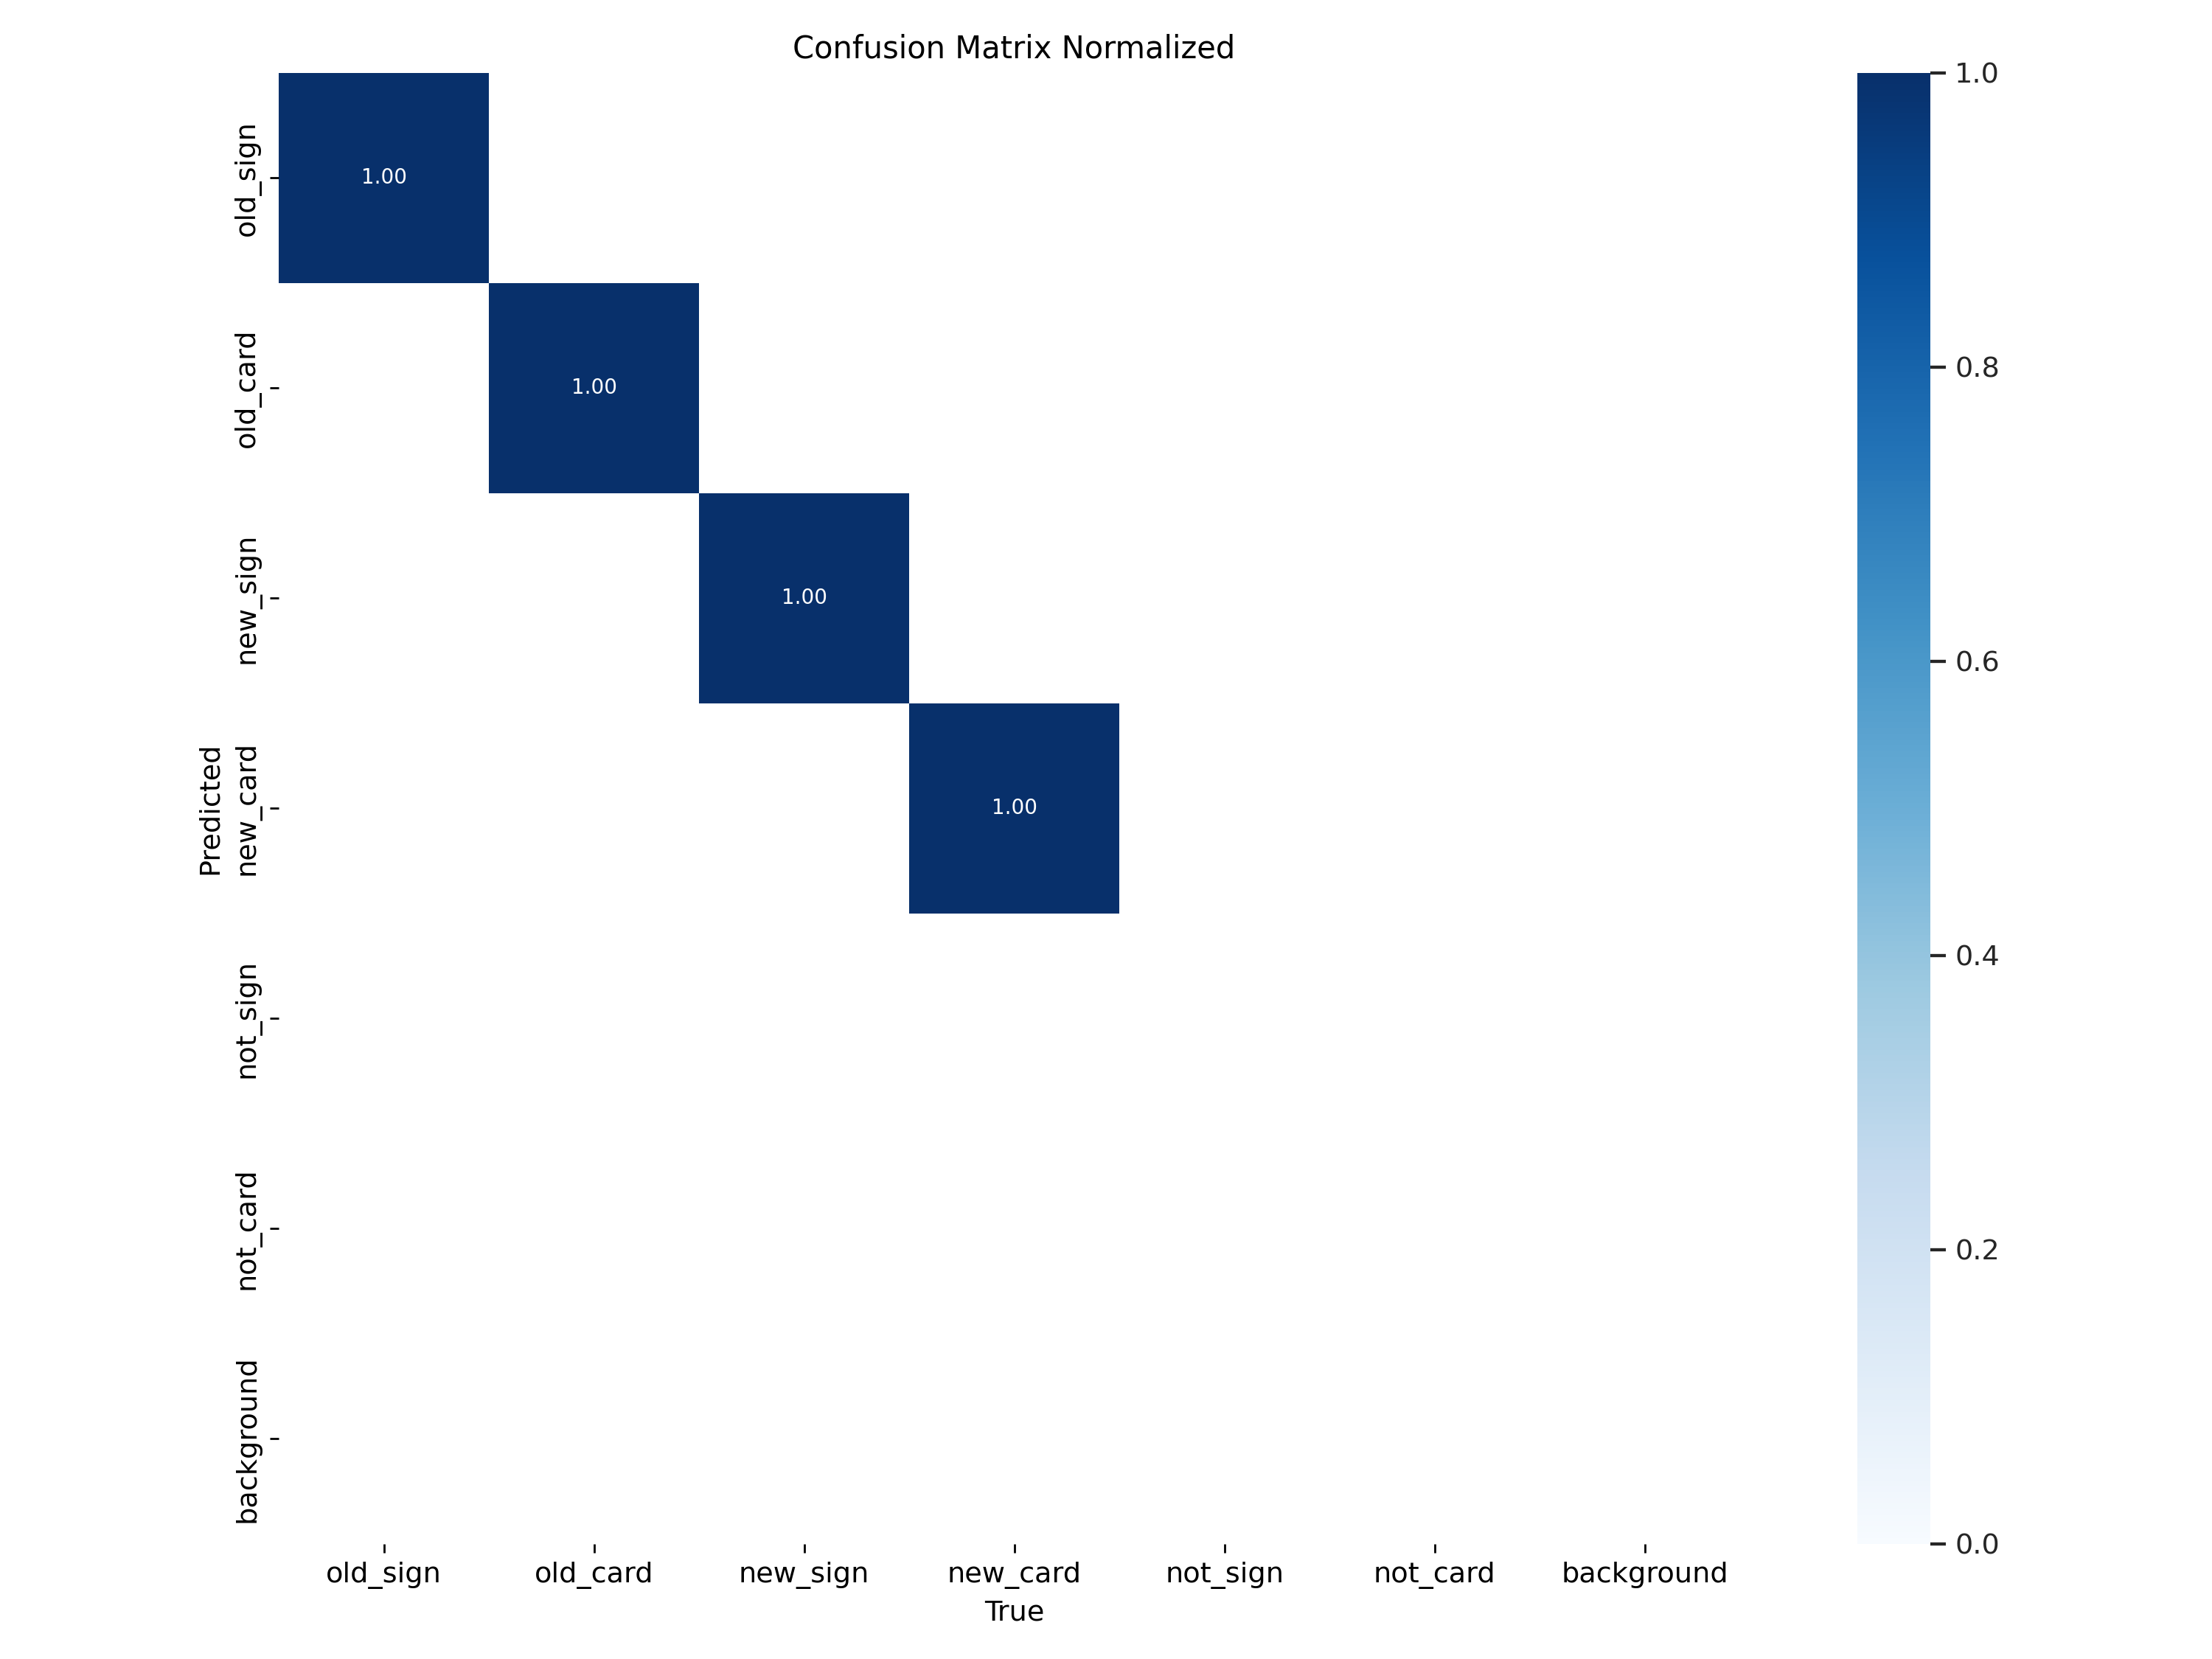 Confusion Matrix Normalized
old_sign
old_card
new_sign
new_card
not_sign
not_card
background
Predicted
1.00
1.00
1.00
1.00
old_sign
old_card
new_sign
new_card
not_sign
not_card
background
True
1.0
0.8
0.6
0.4
0.2
0.0